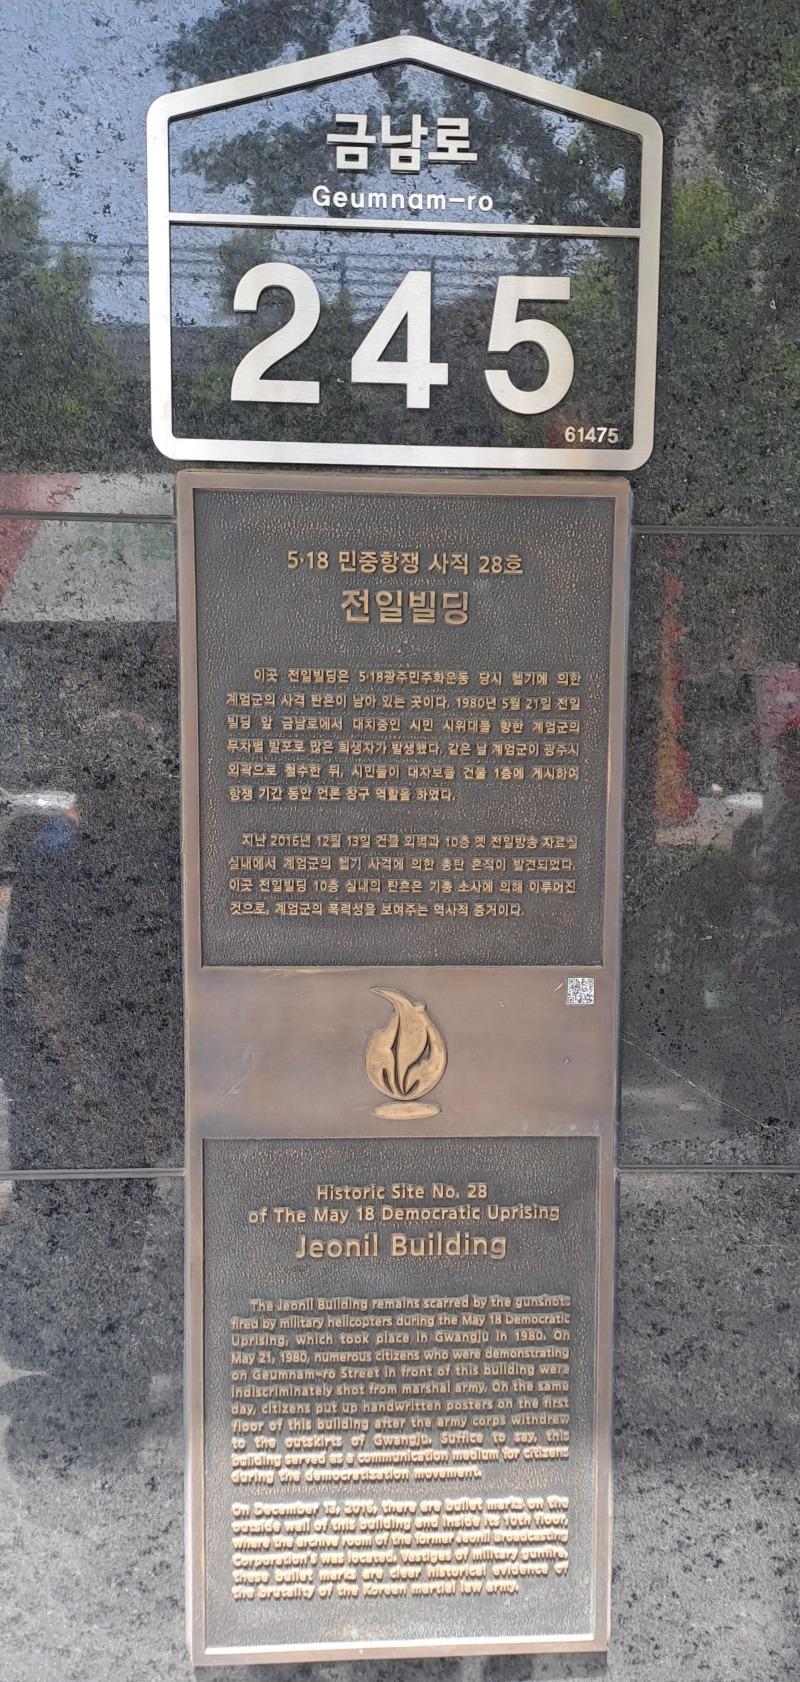 금남로
Geumnam-ro
245
61475
5·18 민중항쟁 사적 28호
전일빌딩
이곳 전일빌딩은 5·18광주민주화운동 당시 헬기에 의한
계엄군의 사격 탄흔이 남아 있는 곳이다. 1980년 5월 21일 전일
빌딩 앞 금남로에서 대치중인 시민 시위대를 향한 계엄군의
무차별 발포로 많은 희생자가 발생했다. 같은 날 계엄군이 광주시
외곽으로 철수한 뒤, 시민들이 대자보를 건물 1층에 게시하여
항쟁 기간 동안 언론 창구 역할을 하였다.
지난 2016년 12월 13일 건물 외벽과 10층 옛 전일방송 자료실
실내에서 계엄군의 헬기 사격에 의한 총탄 흔적이 발견되었다.
이곳 전일빌딩 10층 실내의 탄흔은 기총 소사에 의해 이루어진
것으로, 계엄군의 폭력성을 보여주는 역사적 증거이다.
Historic Site No. 28
of The May 18 Democratic Uprising
Jeonil Building
The Jeonil Building remains scarred by the gunshots
fired by military helicopters during the May 18 Democratic
Uprising, which took place in Gwangju in 1980. On
May 21, 1980, numerous citizens who were demonstrating
on Geumnam-ro Street in front of this building were
indiscriminately shot from marshal army. On the same
day, citizens put up handwritten posters on the first
floor of this building after the army corps withdrew
to the outskirts of Gwangju. Suffice to say, this
building served as a communication medium for citizens
during the democratization movement.
On December 13, 2016, there are bullet marks on the
outside wall of this building and inside its 10th floor,
where the archive room of the former Jeonil Broadcasting
Corporation's was located. Vestiges of military gunfire,
these bullet marks are clear historical evidence of
the brutality of the Korean martial law army.